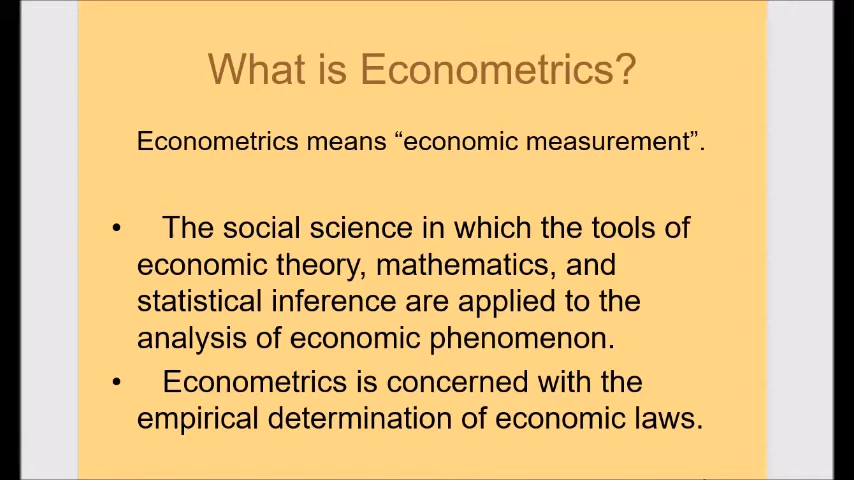 What is Econometrics?
Econometrics means “economic measurement”.
• The social science in which the tools of
economic theory, mathematics, and
statistical inference are applied to the
analysis of economic phenomenon.
• Econometrics is concerned with the
empirical determination of economic laws.